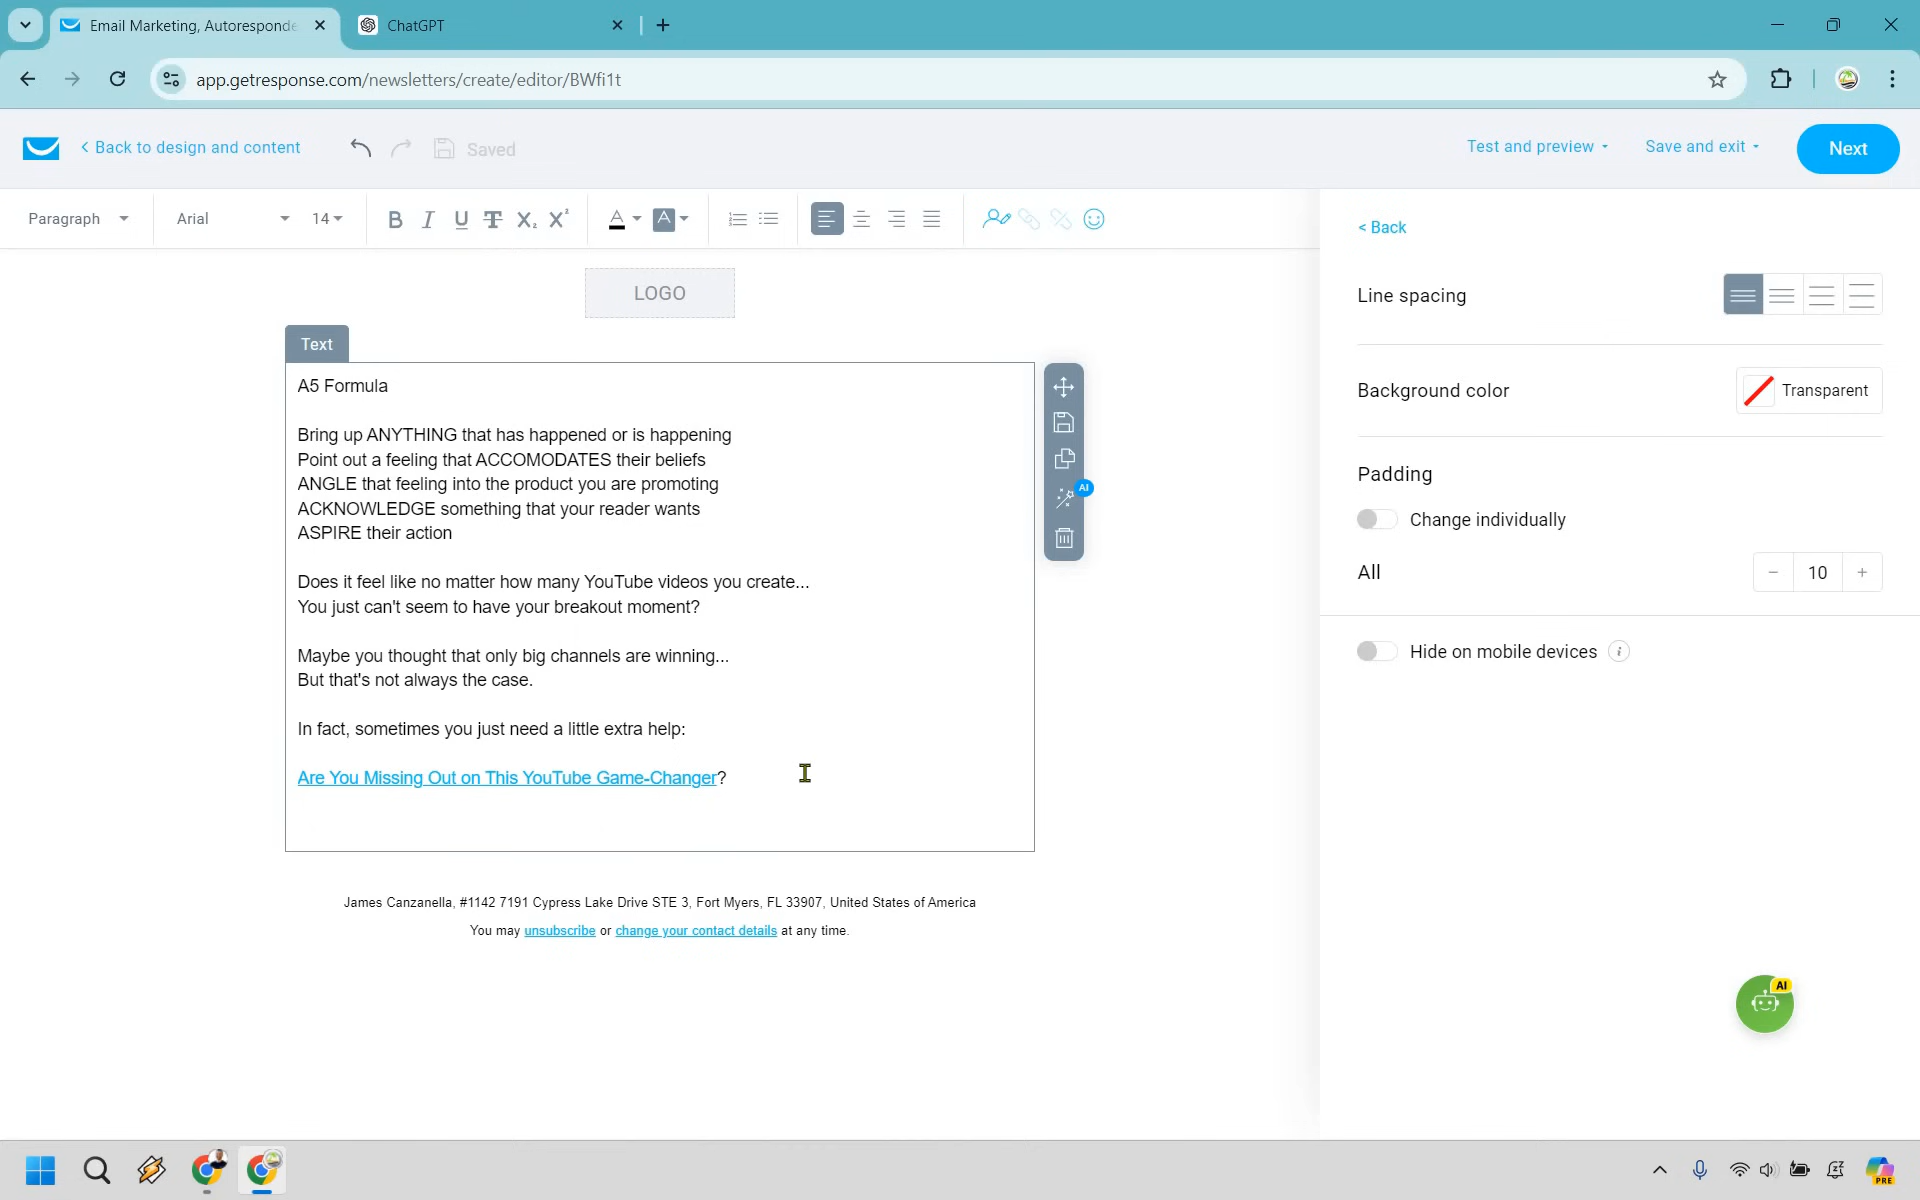 Email Marketing, Autoresponde
ChatGPT
app.getresponse.com/newsletters/create/editor/BWfi1t
< Back to design and content
Saved
Test and preview
Save and exit
Next
Paragraph
Arial
14
B I U T X₂ X²
A
A
< Back
LOGO
Line spacing
Text
A5 Formula
Background color
Transparent
Bring up ANYTHING that has happened or is happening
Point out a feeling that ACCOMODATES their beliefs
ANGLE that feeling into the product you are promoting
ACKNOWLEDGE something that your reader wants
ASPIRE their action
AI
Padding
Change individually
All
− 10 +
Does it feel like no matter how many YouTube videos you create...
You just can't seem to have your breakout moment?
Maybe you thought that only big channels are winning...
But that's not always the case.
Hide on mobile devices
i
In fact, sometimes you just need a little extra help:
Are You Missing Out on This YouTube Game-Changer?
James Canzanella, #1142 7191 Cypress Lake Drive STE 3, Fort Myers, FL 33907, United States of America
You may unsubscribe or change your contact details at any time.
AI
PRE